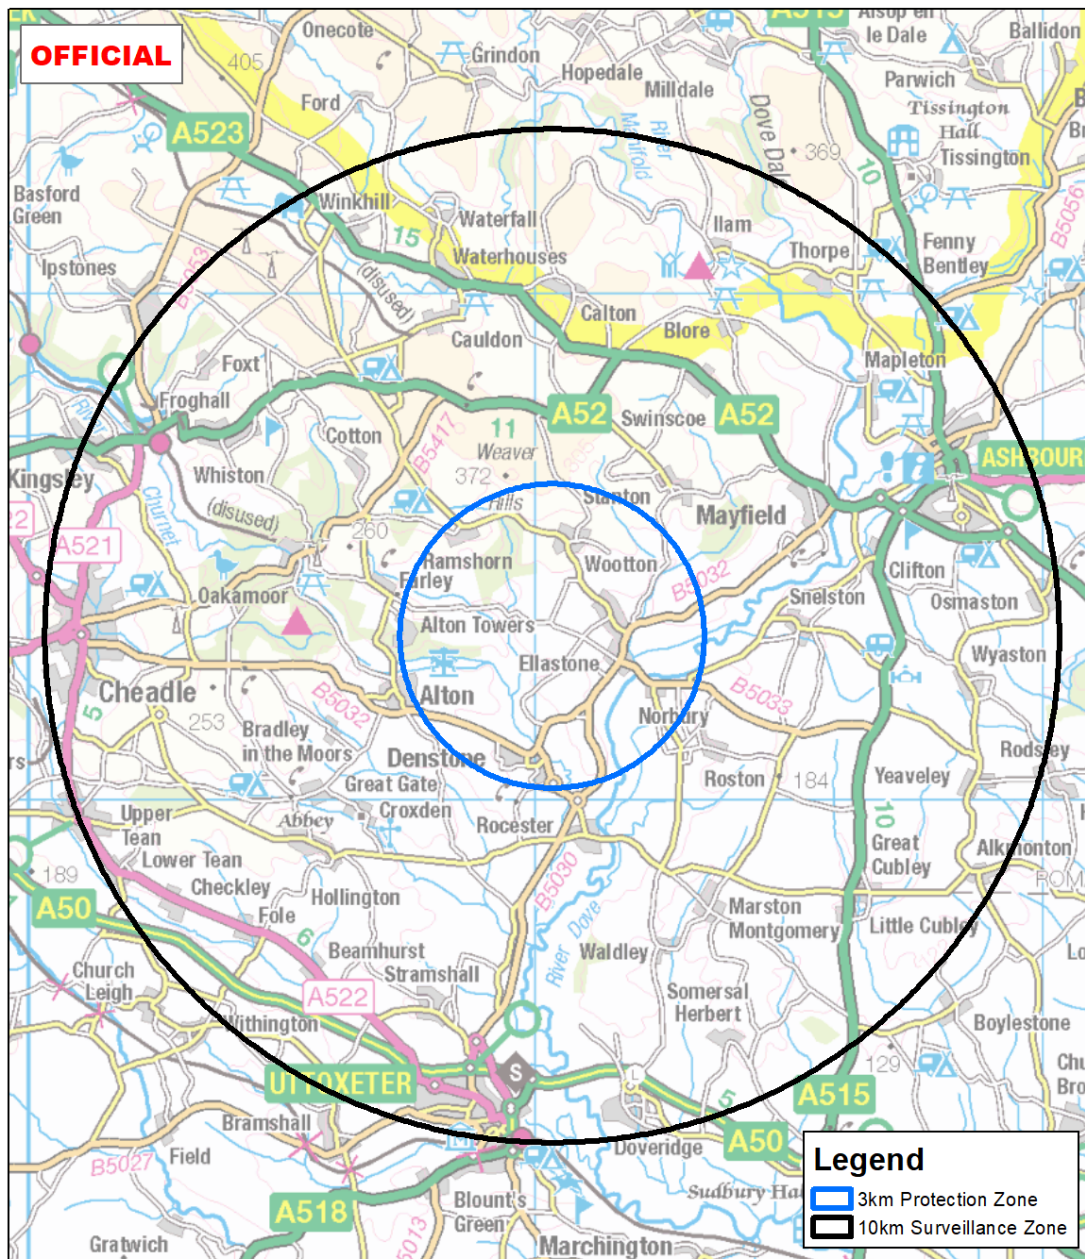 OFFICIAL
Onecote
405
Grindon
Hopedale
Milldale
A515
Alsop en
le Dale
Ballidon
Parwich
Ford
A523
River
Manifold
Dove Dale
369
Tissington
Hall
Tissington
10
Basford
Green
Winkhill
Waterfall
15
Waterhouses
Ilam
Thorpe
Fenny
Bentley
B5056
Ipstones
B5053
(disused)
Calton
Blore
Cauldon
Mapleton
Foxt
Froghall
A52
Swinscoe
A52
Cotton
B5417
11
Weaver
Hills
372
305
ASHBOUR
Kingsley
Whiston
(disused)
Churnet
Stanton
Mayfield
A521
260
Ramshorn
Farley
Wootton
B5032
Clifton
Oakamoor
Snelston
Osmaston
Alton Towers
Ellastone
Wyaston
Cheadle
5
253
B5032
Alton
Norbury
B5033
Bradley
in the Moors
Denstone
Rodsley
Great Gate
Roston
184
Yeaveley
Croxden
Abbey
Upper
Tean
Rocester
10
Great
Cubley
Alkmonton
Lower Tean
189
Checkley
Hollington
B5030
A50
Fole
6
Marston
Montgomery
Little Cubley
Beamhurst
River Dove
Waldley
Church
Leigh
Stramshall
A522
Somersal
Herbert
Withington
Boylestone
129
S
L
UTTOXETER
5
A515
Bramshall
A50
Doveridge
B5027
Field
A518
Blount's
Green
Sudbury Hall
Gratwich
B5013
Marchington
Legend
3km Protection Zone
10km Surveillance Zone